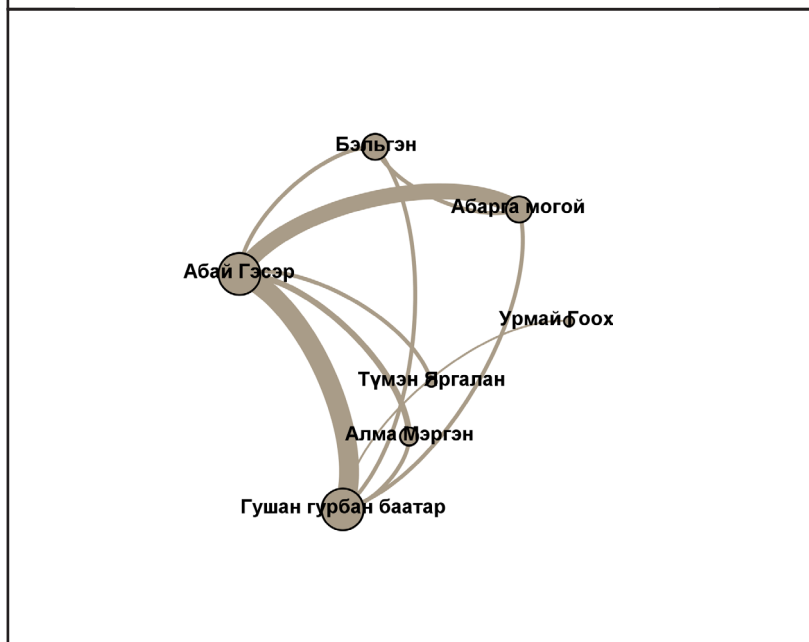 Бэльгэн
Абарга могой
Абай Гэсэр
Урмай Гоох
Түмэн Яргалан
Алма Мэргэн
Гушан гурбан баатар